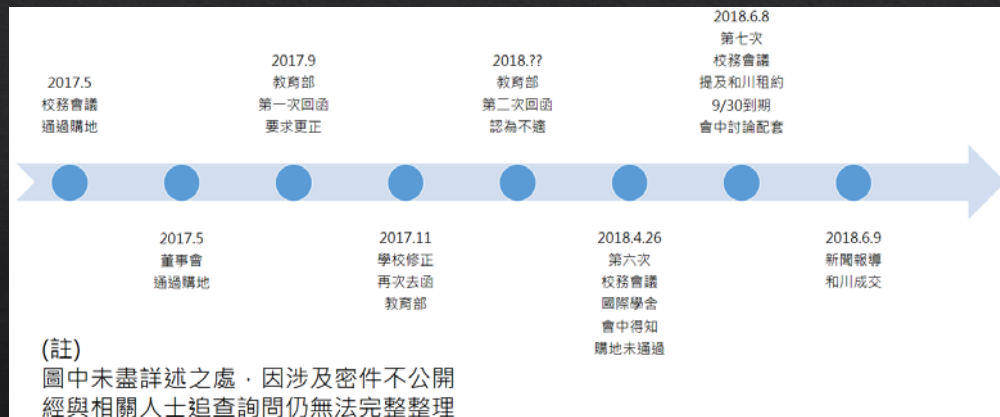 2017.5
校務會議
通過購地
2017.5
董事會
通過購地
2017.9
教育部
第一次回函
要求更正
2017.11
學校修正
再次去函
教育部
2018.??
教育部
第二次回函
認為不適
2018.4.26
第六次
校務會議
國際學舍
會中得知
購地未通過
2018.6.8
第七次
校務會議
提及和川租約
9/30到期
會中討論配套
2018.6.9
新聞報導
和川成交
(註)
圖中未盡詳述之處，因涉及密件不公開
經與相關人士追查詢問仍無法完整整理